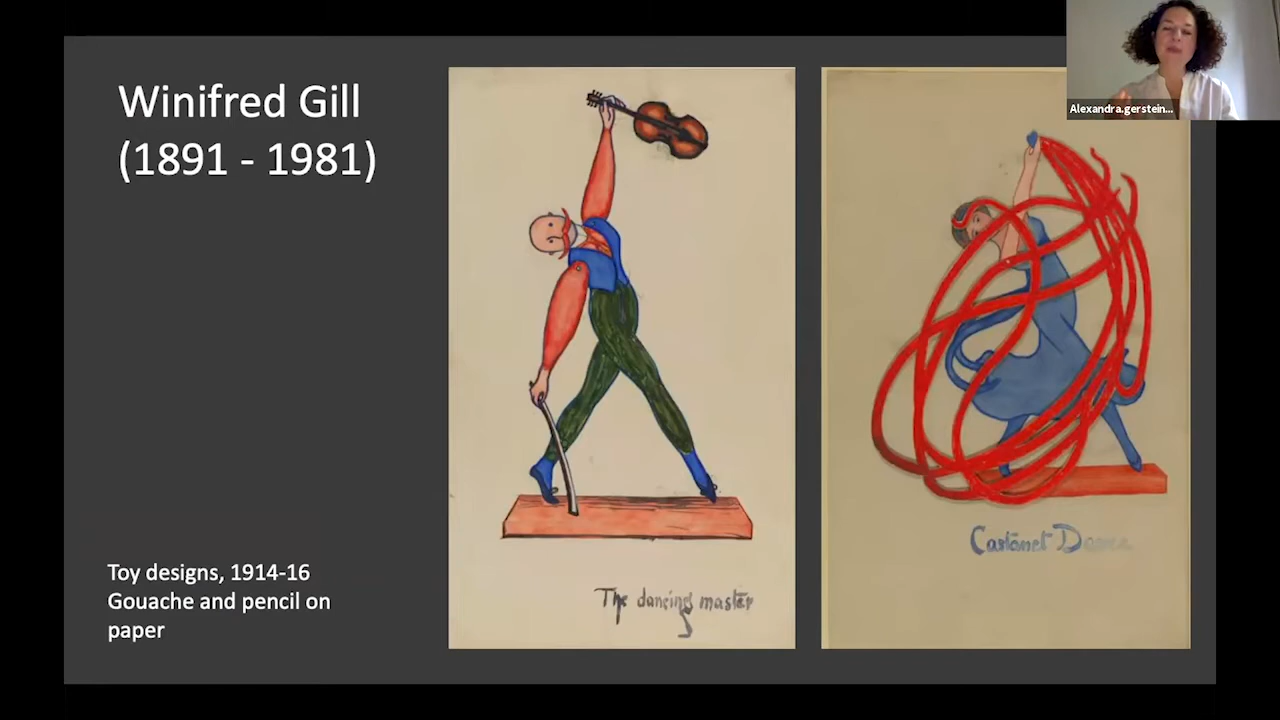 Winifred Gill
(1891 - 1981)
Toy designs, 1914-16
Gouache and pencil on
paper
The dancing master
Castanet Dance
Alexandra.gerstein...